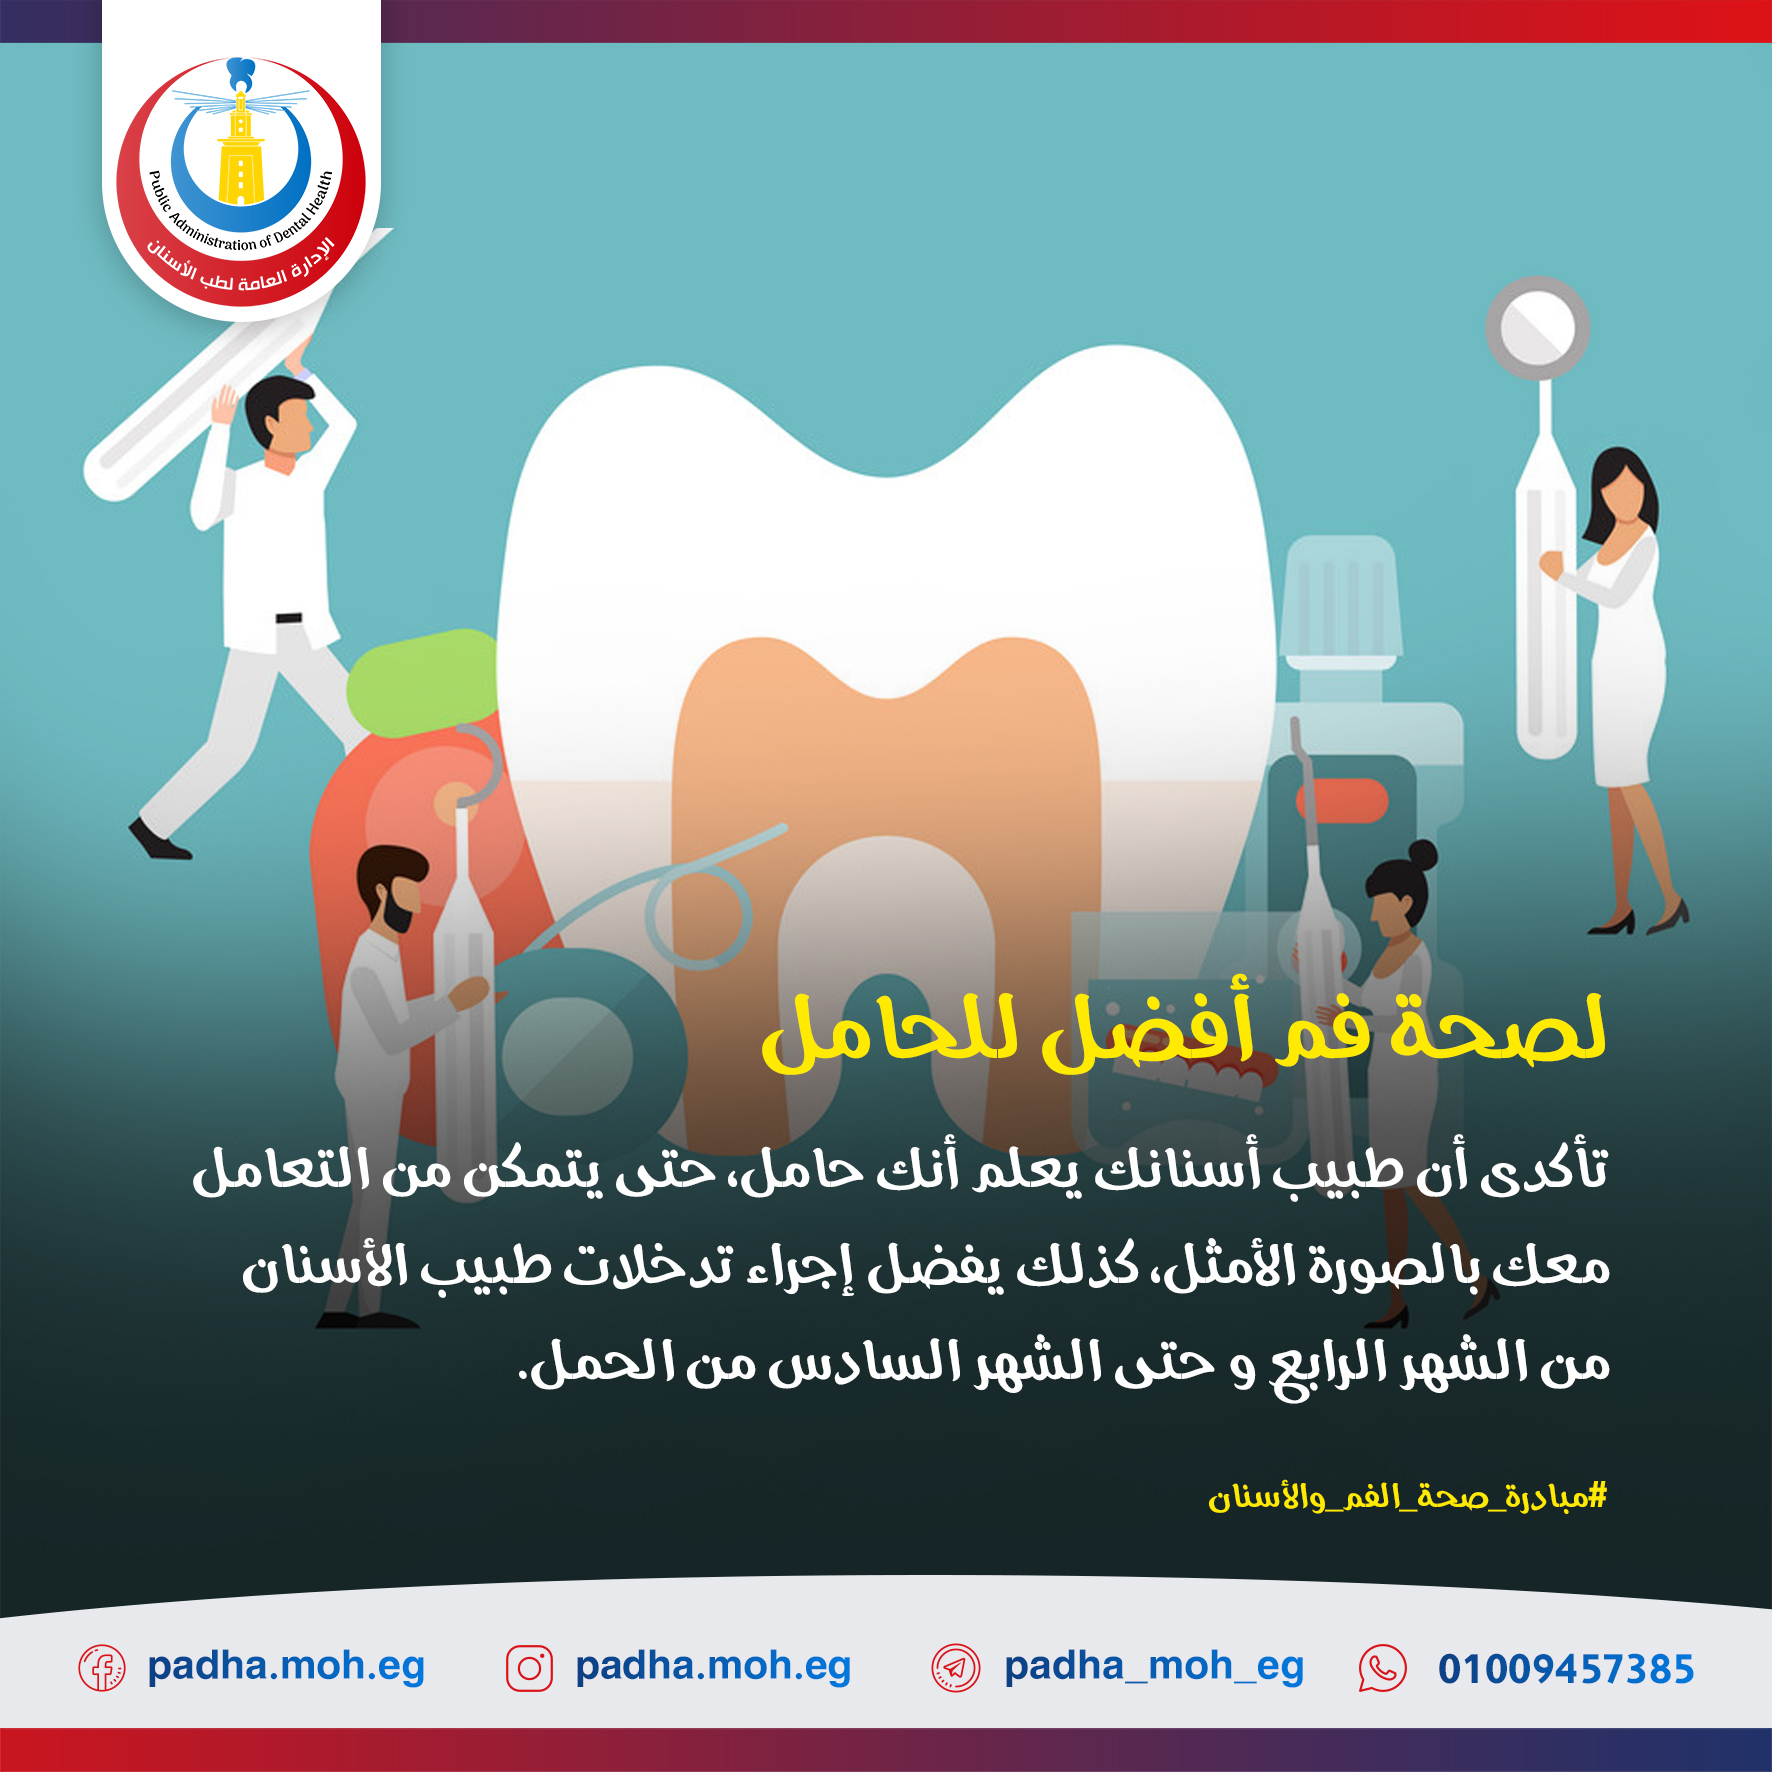 Public Administration of Dental Health
الإدارة العامة لطب الأسنان
لصحة فم أفضل للحامل
تأكدى أن طبيب أسنانك يعلم أنك حامل، حتى يتمكن من التعامل
معك بالصورة الأمثل، كذلك يفضل إجراء تدخلات طبيب الأسنان
من الشهر الرابع و حتى الشهر السادس من الحمل.
#مبادرة_صحة_الفم_والأسنان
padha.moh.eg
padha.moh.eg
padha_moh_eg
01009457385